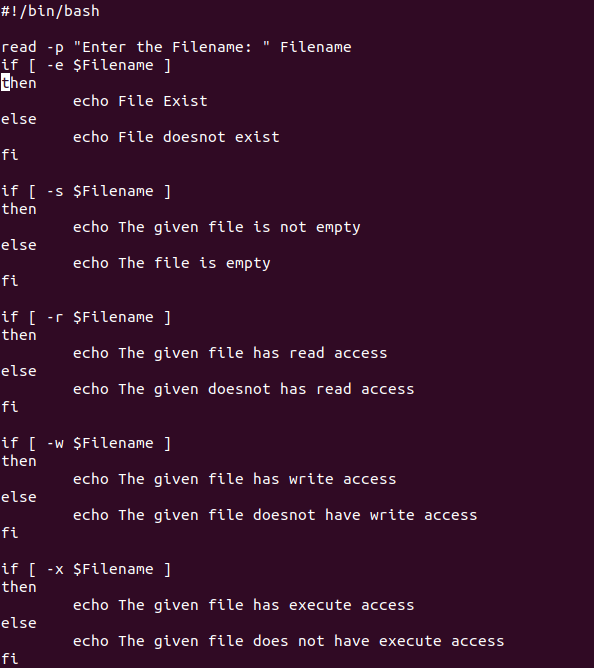 #!/bin/bash
read -p "Enter the Filename: " Filename
if [ -e $Filename ]
then
        echo File Exist
else
        echo File doesnot exist
fi
if [ -s $Filename ]
then
        echo The given file is not empty
else
        echo The file is empty
fi
if [ -r $Filename ]
then
        echo The given file has read access
else
        echo The given doesnot has read access
fi
if [ -w $Filename ]
then
        echo The given file has write access
else
        echo The given file doesnot have write access
fi
if [ -x $Filename ]
then
        echo The given file has execute access
else
        echo The given file does not have execute access
fi